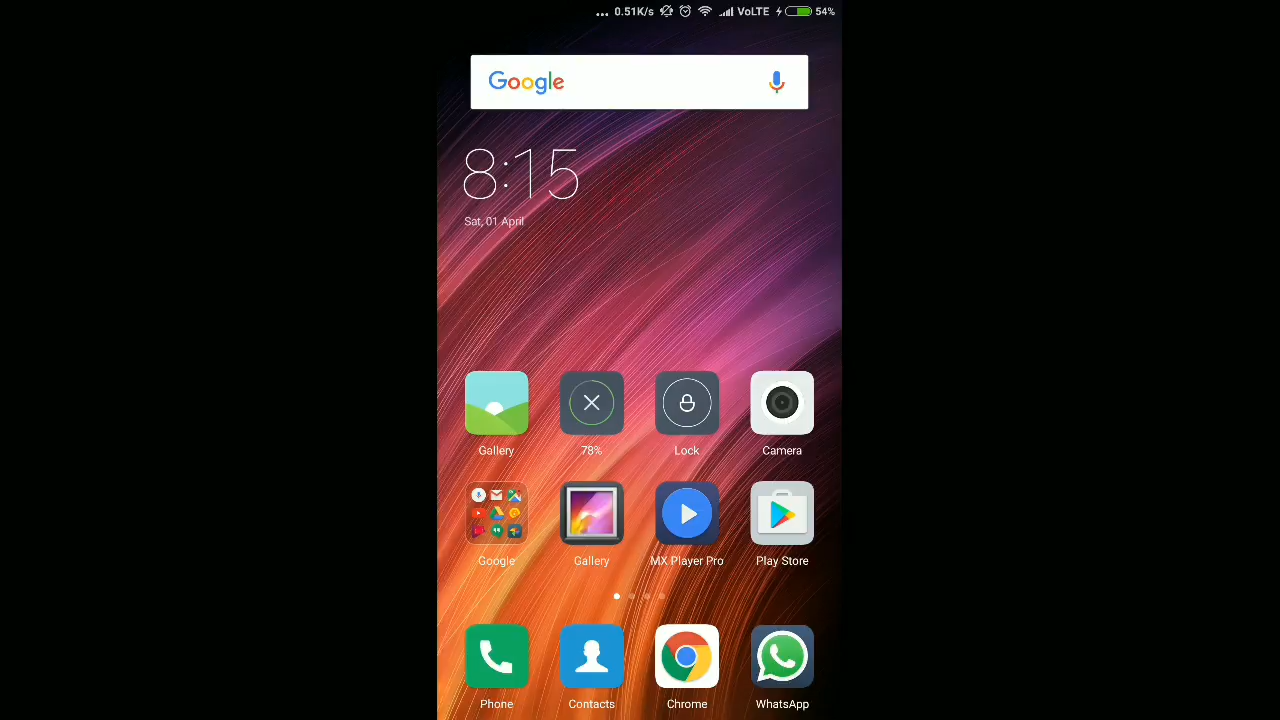 ... 0.51K/s VoLTE 54%
Google
8:15
Sat, 01 April
Gallery 78% Lock Camera
Google Gallery MX Player Pro Play Store
Phone Contacts Chrome WhatsApp